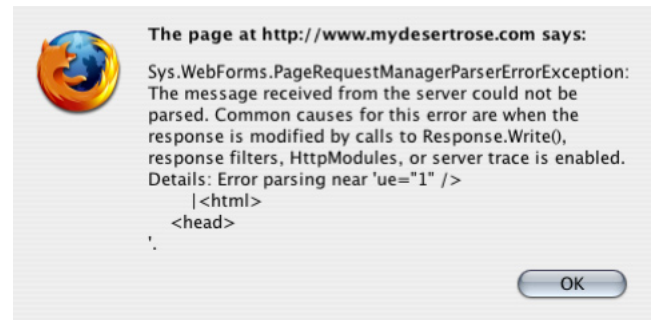 The page at http://www.mydesertrose.com says:
Sys.WebForms.PageRequestManagerParserErrorException:
The message received from the server could not be
parsed. Common causes for this error are when the
response is modified by calls to Response.Write(),
response filters, HttpModules, or server trace is enabled.
Details: Error parsing near 'ue="1" />
|<html>
<head>
'.
OK